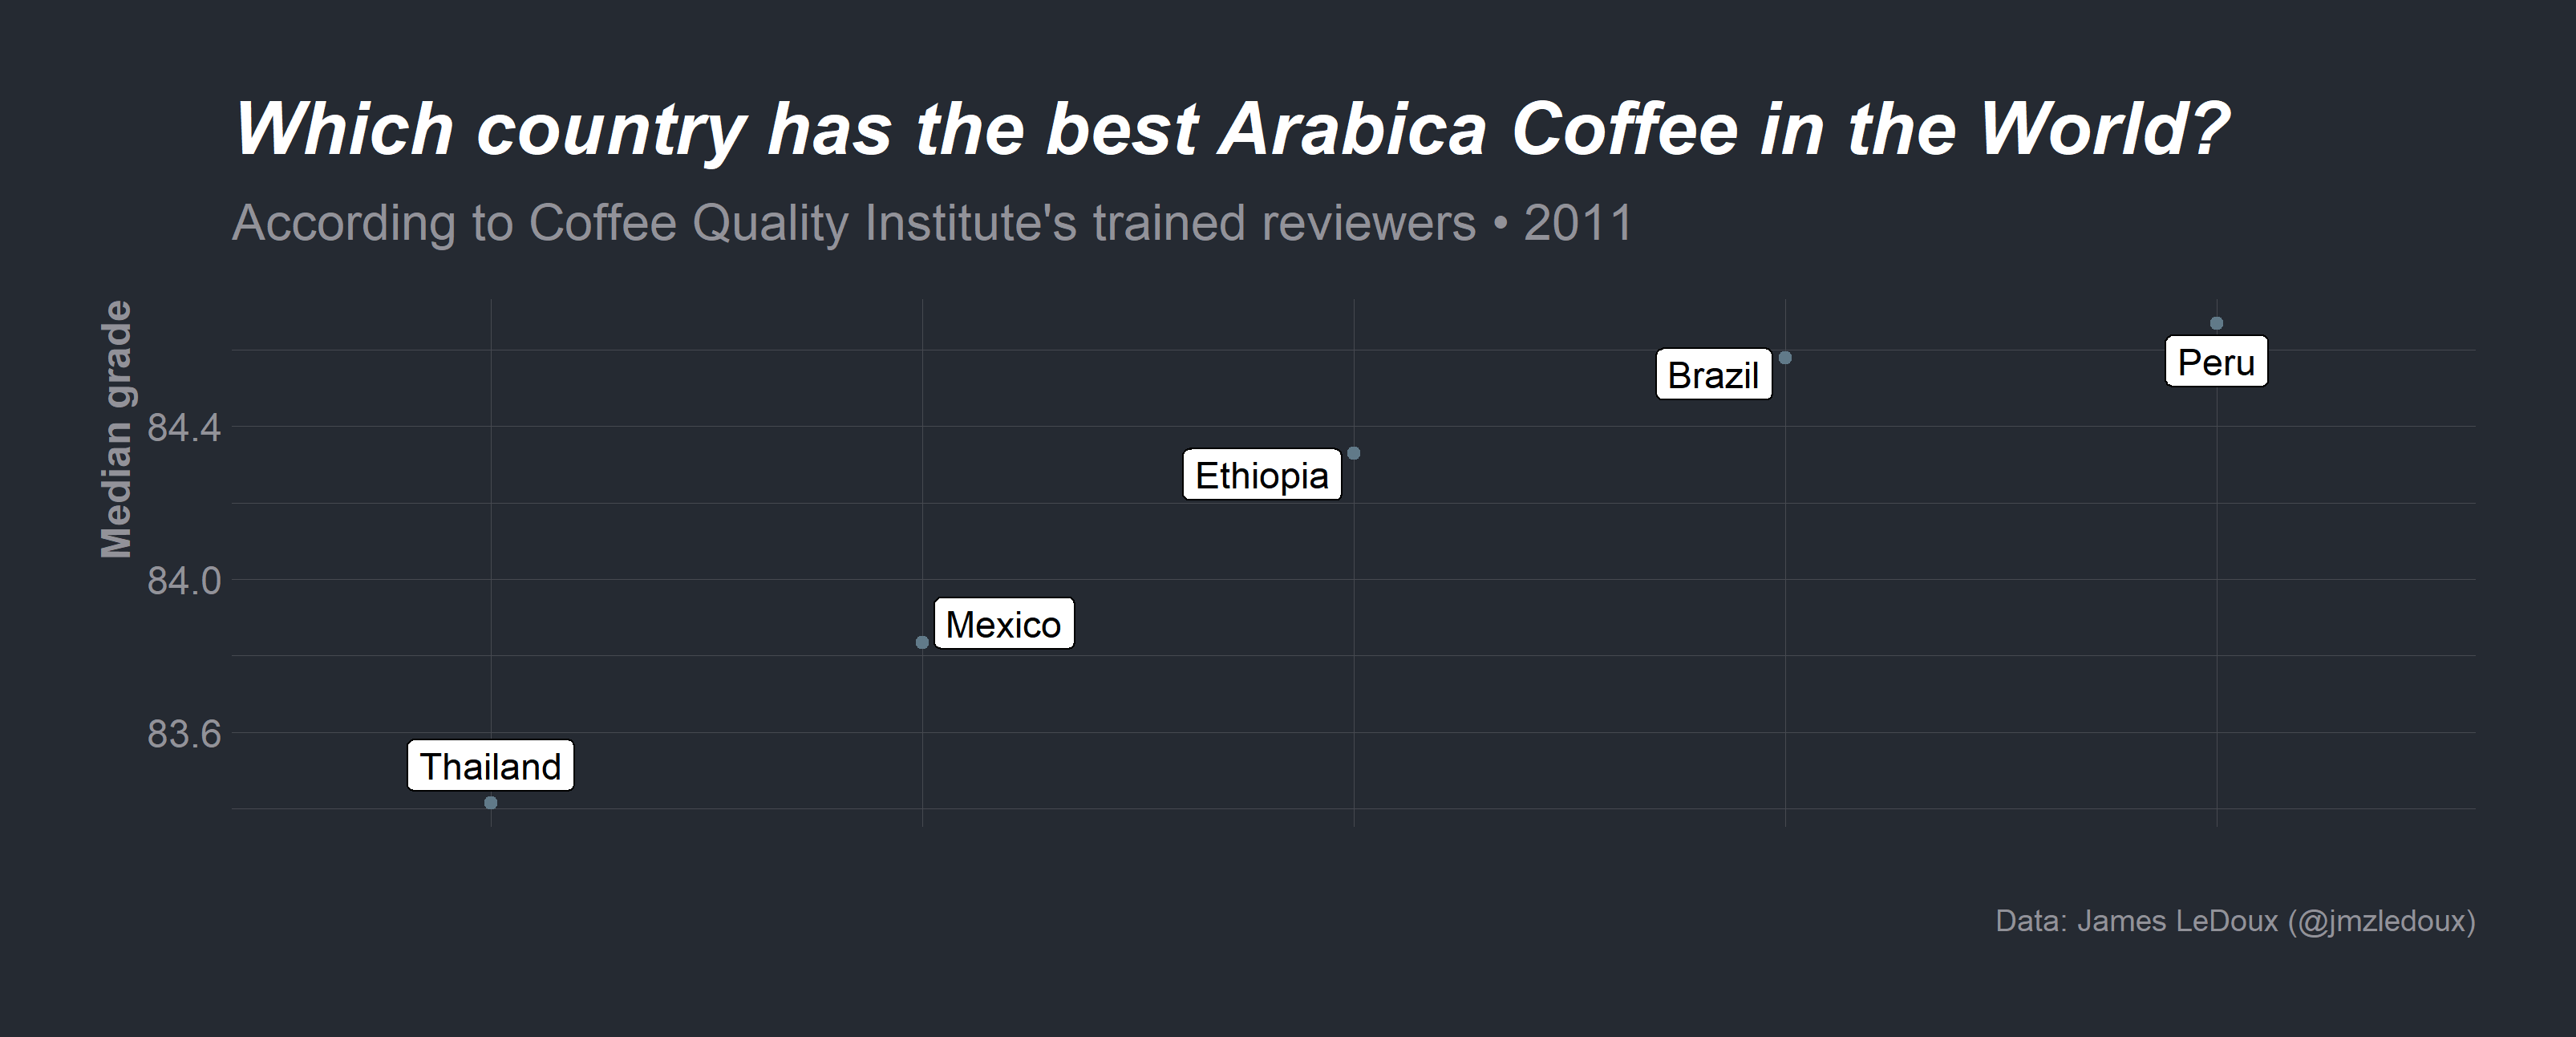 Which country has the best Arabica Coffee in the World?
According to Coffee Quality Institute's trained reviewers • 2011
Median grade
84.4
84.0
83.6
Peru
Brazil
Ethiopia
Mexico
Thailand
Data: James LeDoux (@jmzledoux)